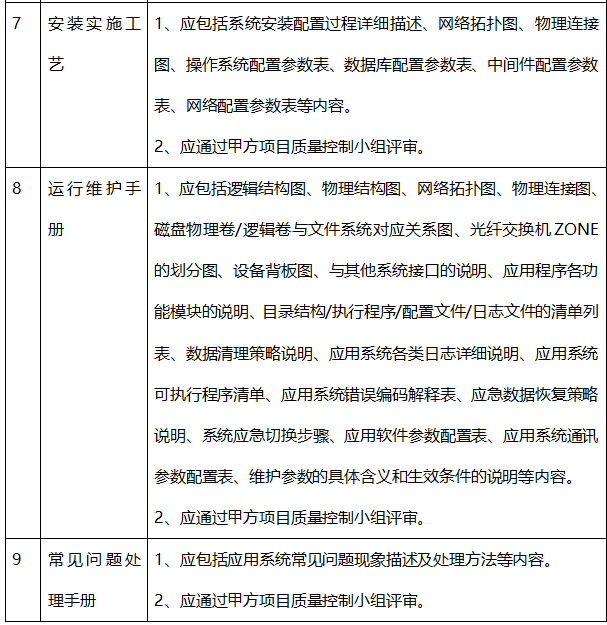 7 安装实施工 1、应包括系统安装配置过程详细描述、网络拓扑图、物理连接
艺 图、操作系统配置参数表、数据库配置参数表、中间件配置参数
表、网络配置参数表等内容。
2、应通过甲方项目质量控制小组评审。
8 运行维护手 1、应包括逻辑结构图、物理结构图、网络拓扑图、物理连接图、
册 磁盘物理卷/逻辑卷与文件系统对应关系图、光纤交换机 ZONE
的划分图、设备背板图、与其他系统接口的说明、应用程序各功
能模块的说明、目录结构/执行程序/配置文件/日志文件的清单列
表、数据清理策略说明、应用系统各类日志详细说明、应用系统
可执行程序清单、应用系统错误编码解释表、应急数据恢复策略
说明、系统应急切换步骤、应用软件参数配置表、应用系统通讯
参数配置表、维护参数的具体含义和生效条件的说明等内容。
2、应通过甲方项目质量控制小组评审。
9 常见问题处 1、应包括应用系统常见问题现象描述及处理方法等内容。
理手册 2、应通过甲方项目质量控制小组评审。